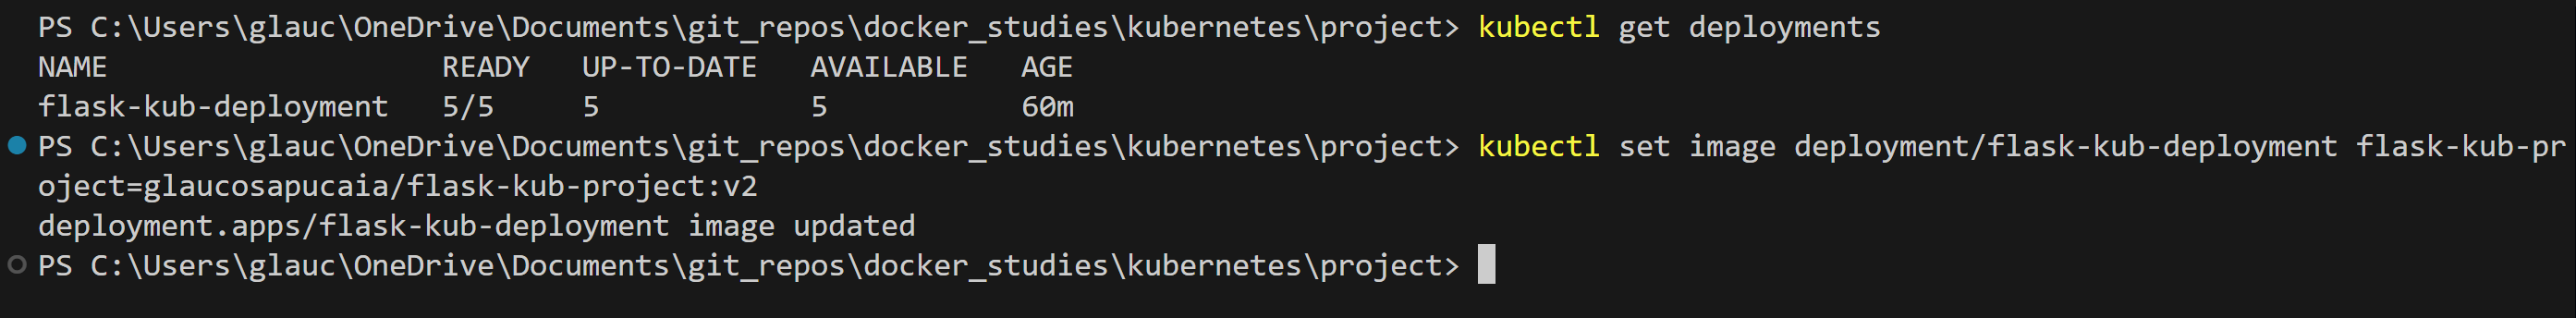 PS C:\Users\glauc\OneDrive\Documents\git_repos\docker_studies\kubernetes\project> kubectl get deployments
NAME                   READY   UP-TO-DATE   AVAILABLE   AGE
flask-kub-deployment   5/5     5            5           60m
PS C:\Users\glauc\OneDrive\Documents\git_repos\docker_studies\kubernetes\project> kubectl set image deployment/flask-kub-deployment flask-kub-pr
oject=glaucosapucaia/flask-kub-project:v2
deployment.apps/flask-kub-deployment image updated
PS C:\Users\glauc\OneDrive\Documents\git_repos\docker_studies\kubernetes\project>